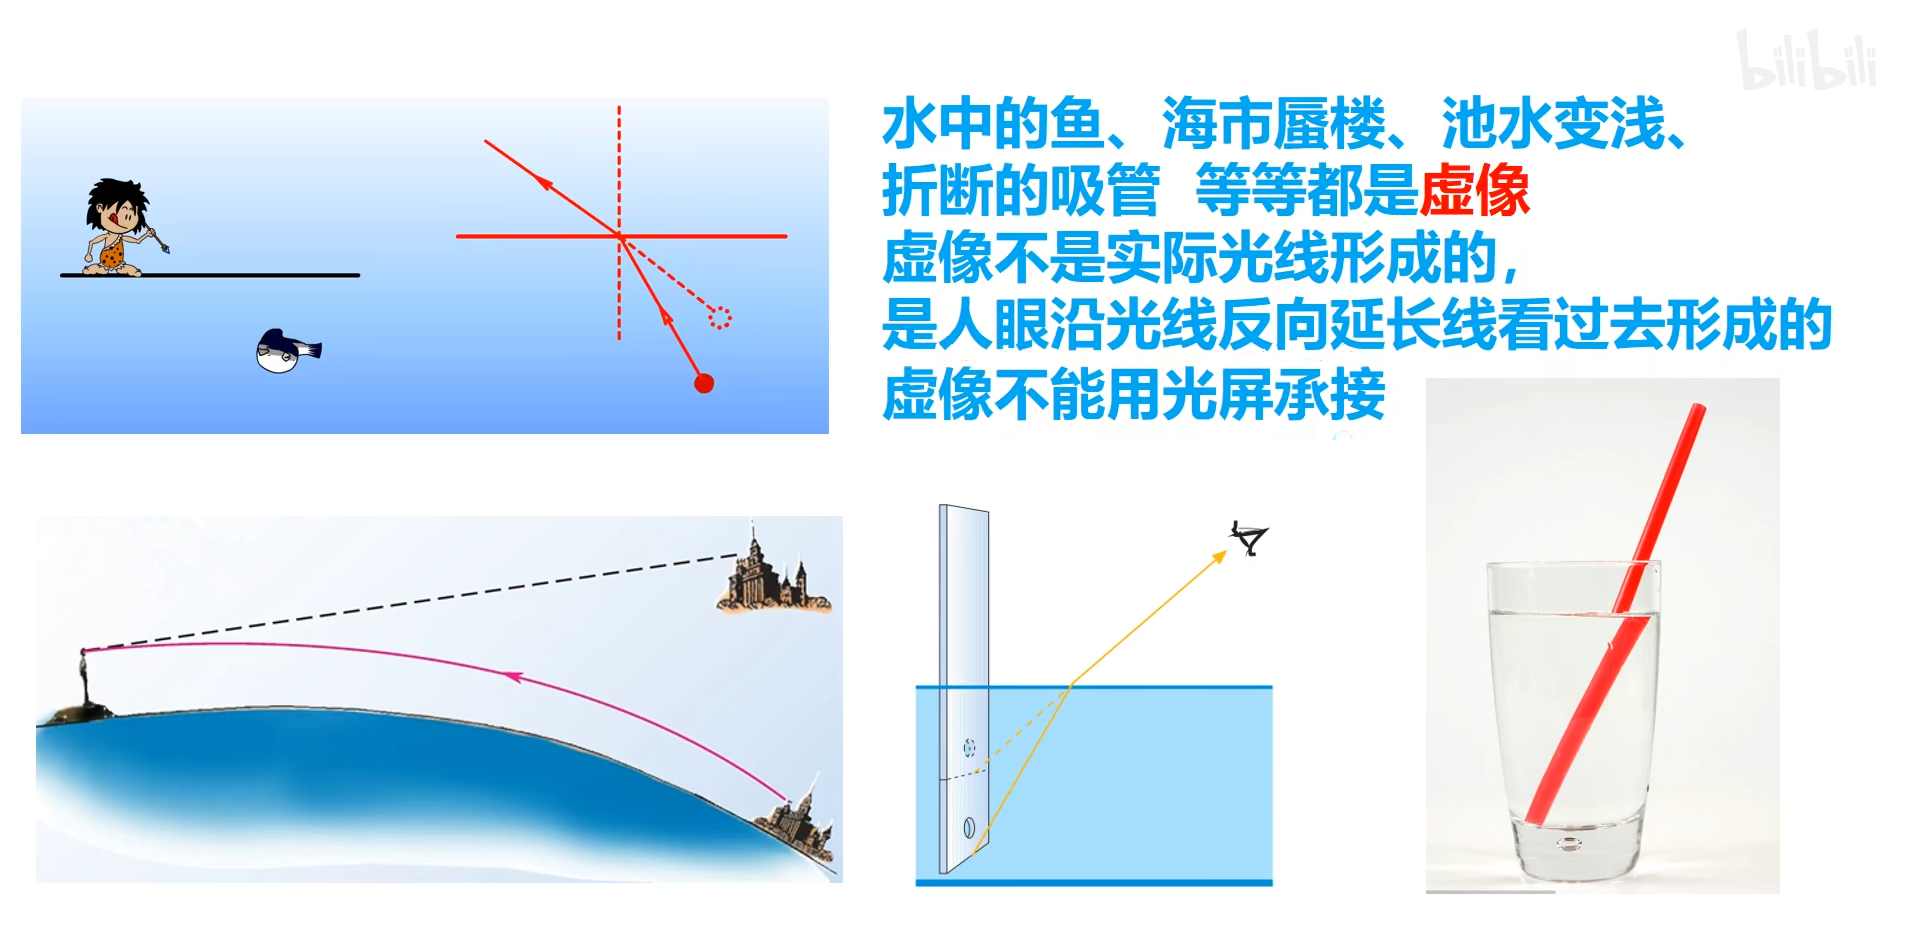 bilibili
水中的鱼、海市蜃楼、池水变浅、
折断的吸管 等等都是虚像
虚像不是实际光线形成的，
是人眼沿光线反向延长线看过去形成的
虚像不能用光屏承接